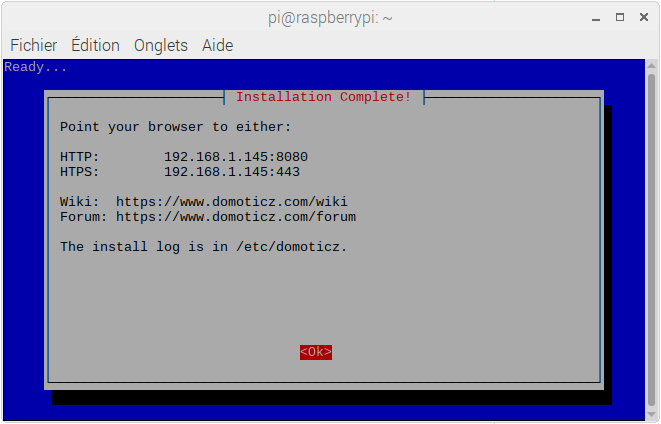 pi@raspberrypi: ~
Fichier Édition Onglets Aide
Ready...
Installation Complete!
Point your browser to either:
HTTP: 192.168.1.145:8080
HTPS: 192.168.1.145:443
Wiki: https://www.domoticz.com/wiki
Forum: https://www.domoticz.com/forum
The install log is in /etc/domoticz.
<Ok>